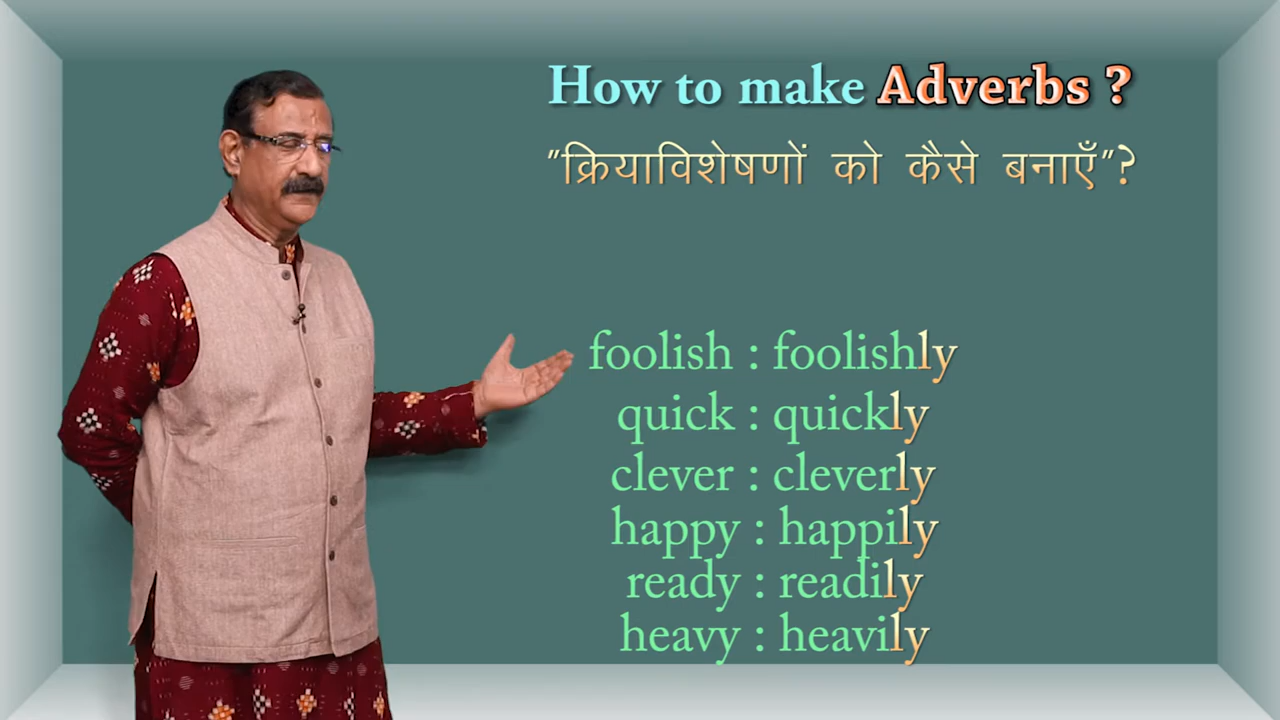 How to make Adverbs ?
"क्रियाविशेषणों को कैसे बनाएँ"?
foolish : foolishly
quick : quickly
clever : cleverly
happy : happily
ready : readily
heavy : heavily